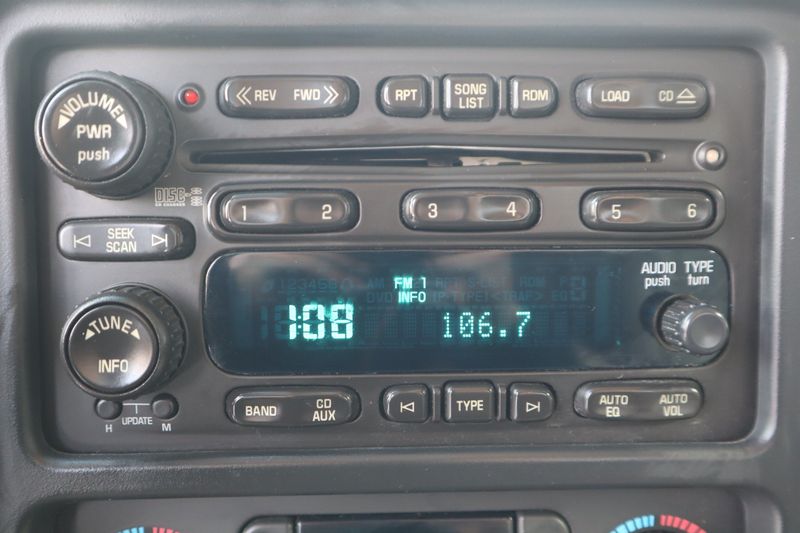 VOLUME
PWR
push
REV FWD
RPT
SONG
LIST
RDM
LOAD CD
DISC
1 2
3 4
5 6
SEEK
SCAN
FM 1
INFO
1:08
106.7
AUDIO TYPE
push turn
TUNE
INFO
H UPDATE M
BAND
CD
AUX
TYPE
AUTO
EQ
AUTO
VOL